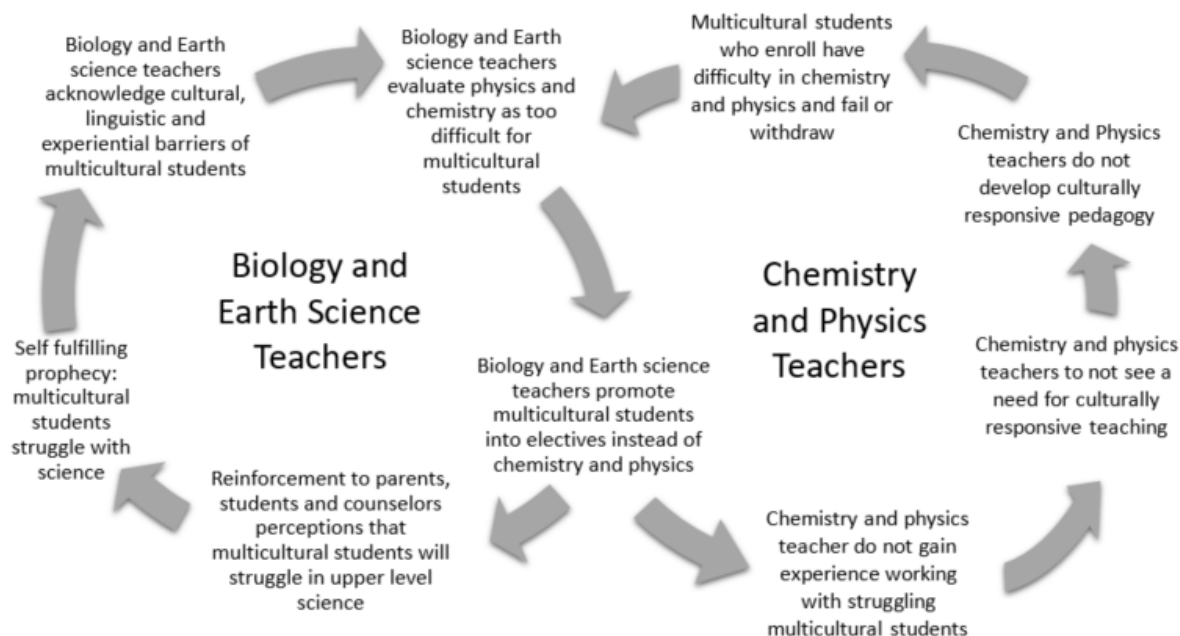 Biology and Earth
science teachers
acknowledge cultural,
linguistic and
experiential barriers of
multicultural students
Biology and Earth
science teachers
evaluate physics and
chemistry as too
difficult for
multicultural
students
Multicultural students
who enroll have
difficulty in chemistry
and physics and fail or
withdraw
Chemistry and Physics
teachers do not
develop culturally
responsive pedagogy
Biology and
Earth Science
Teachers
Chemistry
and Physics
Teachers
Self fulfilling
prophecy:
multicultural
students
struggle with
science
Biology and Earth science
teachers promote
multicultural students
into electives instead of
chemistry and physics
Chemistry and physics
teachers to not see a
need for culturally
responsive teaching
Reinforcement to parents,
students and counselors
perceptions that
multicultural students will
struggle in upper level
science
Chemistry and physics
teacher do not gain
experience working
with struggling
multicultural students